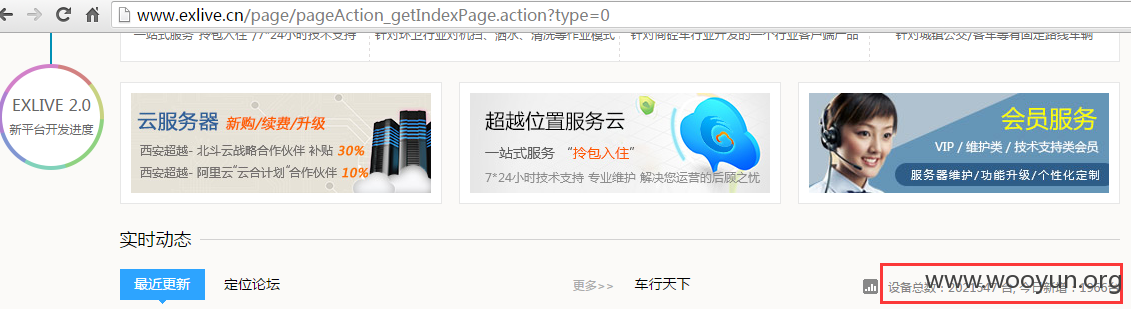 www.exlive.cn/page/pageAction_getIndexPage.action?type=0
一站式服务"拎包入住"/7*24小时技术支持
针对环卫行业对机扫、洒水、清洗等作业模式
针对商砼车行业开发的一个行业客户端产品
针对城镇公交/客车等有固定路线车辆
EXLIVE 2.0
新平台开发进度
云服务器 新购/续费/升级
西安超越- 北斗云战略合作伙伴 补贴 30%
西安超越- 阿里云“云合计划”合作伙伴 10%
超越位置服务云
一站式服务 “拎包入住”
7*24小时技术支持 专业维护 解决您运营的后顾之忧
会员服务
VIP / 维护类 / 技术支持类会员
服务器维护/功能升级/个性化定制
实时动态
最近更新
定位论坛
更多>>
车行天下
设备总数：2021547 台, 今日新增：1966台
www.wooyun.org